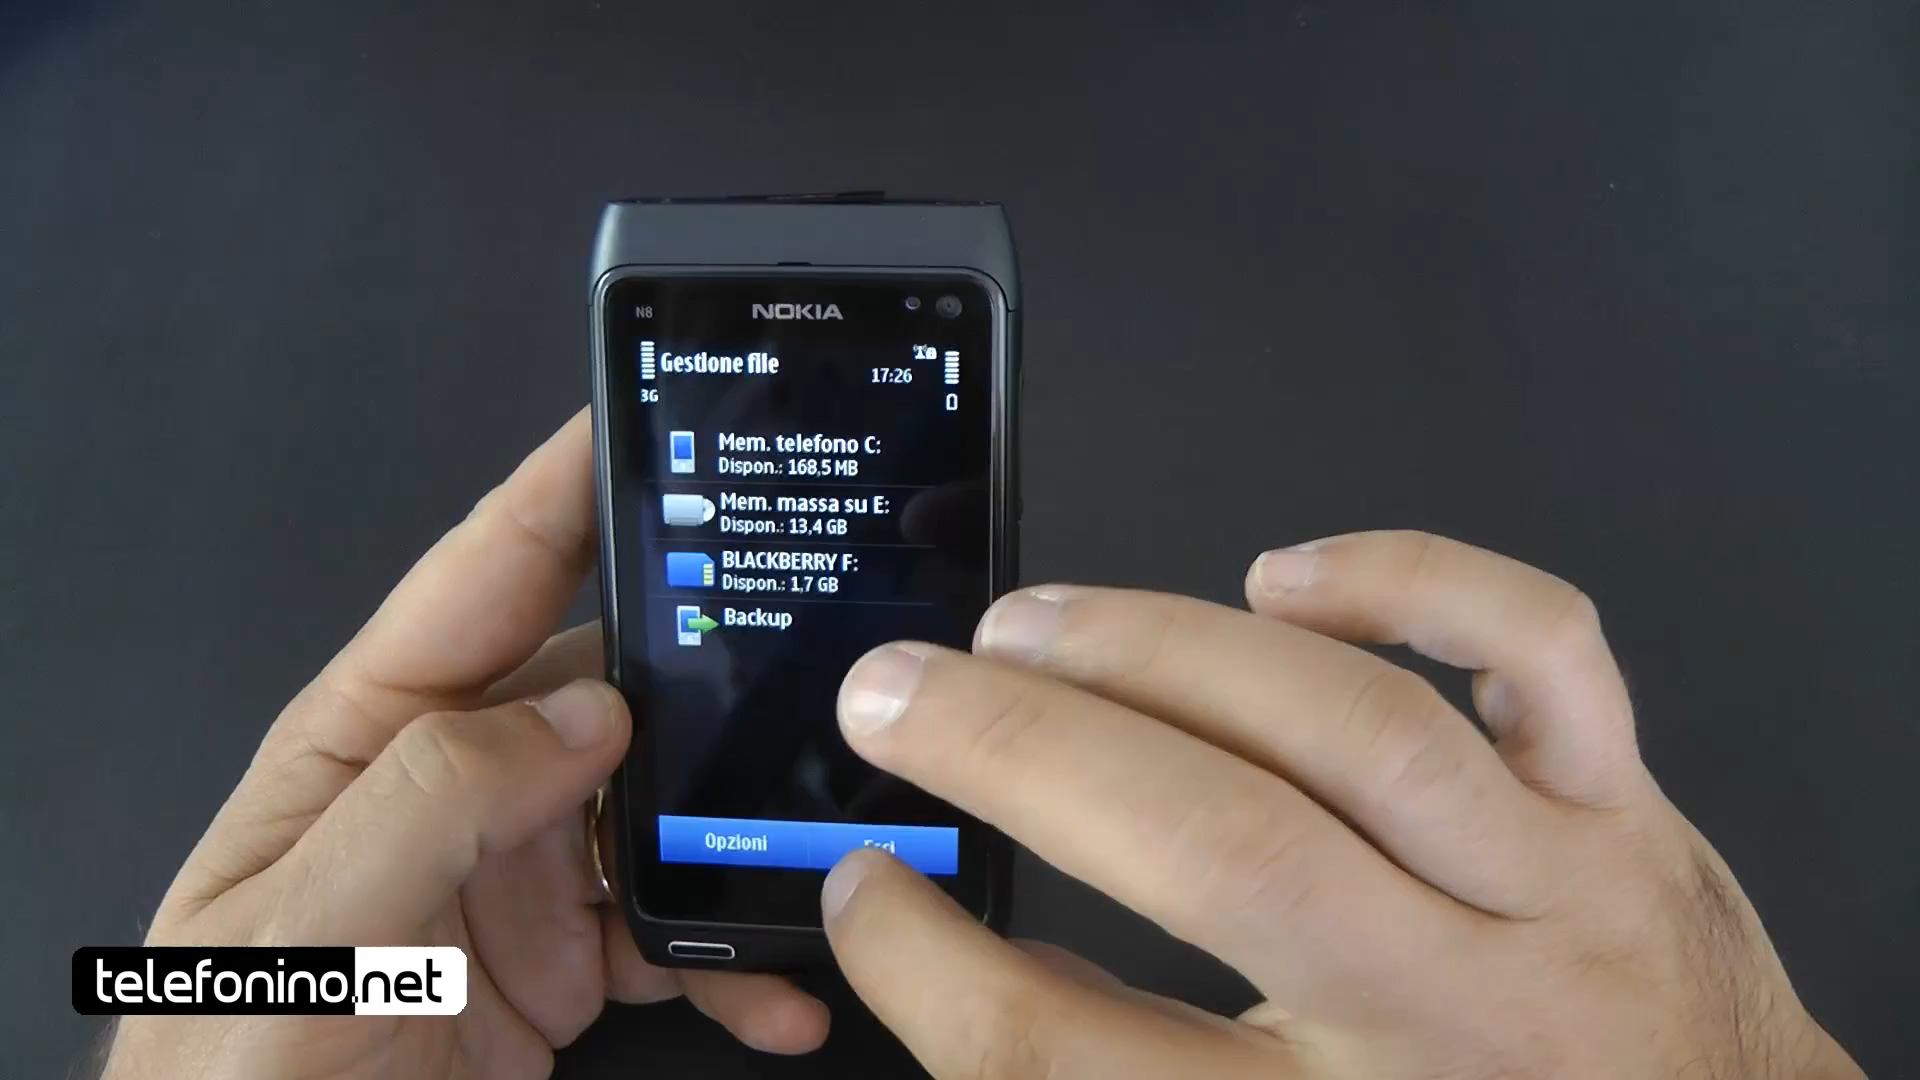 N8
NOKIA
Gestione file
17:26
3G
Mem. telefono C:
Dispon.: 168,5 MB
Mem. massa su E:
Dispon.: 13,4 GB
BLACKBERRY F:
Dispon.: 1,7 GB
Backup
Opzioni
telefonino.net